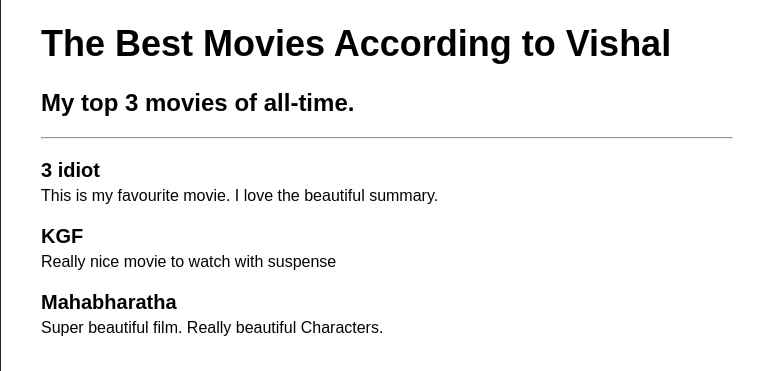 The Best Movies According to Vishal
My top 3 movies of all-time.
3 idiot
This is my favourite movie. I love the beautiful summary.
KGF
Really nice movie to watch with suspense
Mahabharatha
Super beautiful film. Really beautiful Characters.